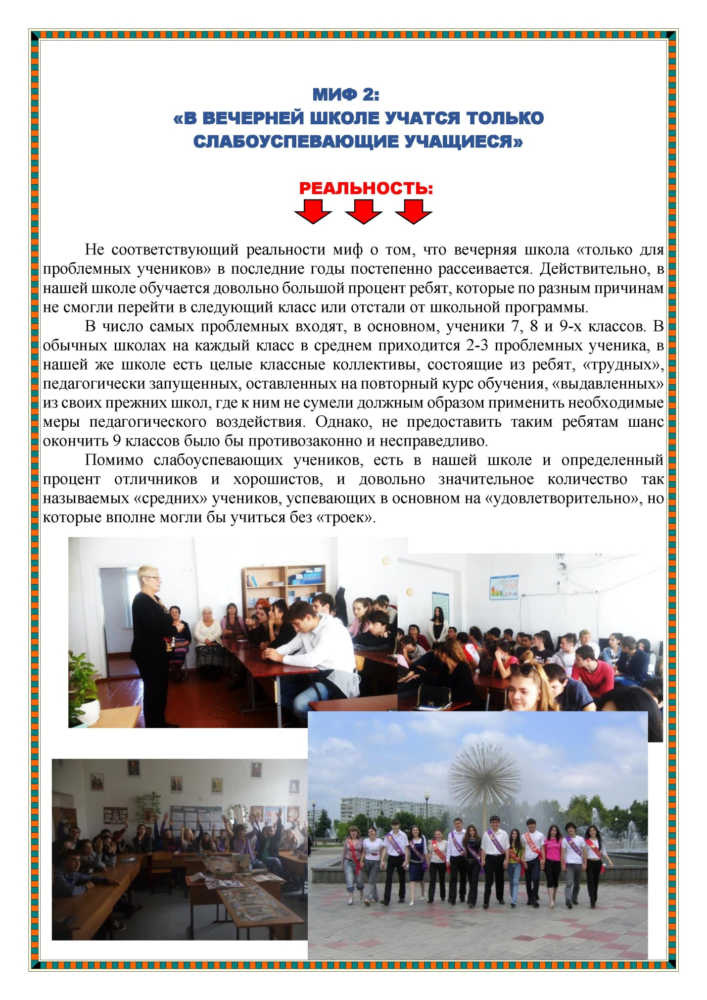 МИФ 2:
«В ВЕЧЕРНЕЙ ШКОЛЕ УЧАТСЯ ТОЛЬКО
СЛАБОУСПЕВАЮЩИЕ УЧАЩИЕСЯ»
РЕАЛЬНОСТЬ:
Не соответствующий реальности миф о том, что вечерняя школа «только для
проблемных учеников» в последние годы постепенно рассеивается. Действительно, в
нашей школе обучается довольно большой процент ребят, которые по разным причинам
не смогли перейти в следующий класс или отстали от школьной программы.
В число самых проблемных входят, в основном, ученики 7, 8 и 9-х классов. В
обычных школах на каждый класс в среднем приходится 2-3 проблемных ученика, в
нашей же школе есть целые классные коллективы, состоящие из ребят, «трудных»,
педагогически запущенных, оставленных на повторный курс обучения, «выдавленных»
из своих прежних школ, где к ним не сумели должным образом применить необходимые
меры педагогического воздействия. Однако, не предоставить таким ребятам шанс
окончить 9 классов было бы противозаконно и несправедливо.
Помимо слабоуспевающих учеников, есть в нашей школе и определенный
процент отличников и хорошистов, и довольно значительное количество так
называемых «средних» учеников, успевающих в основном на «удовлетворительно», но
которые вполне могли бы учиться без «троек».